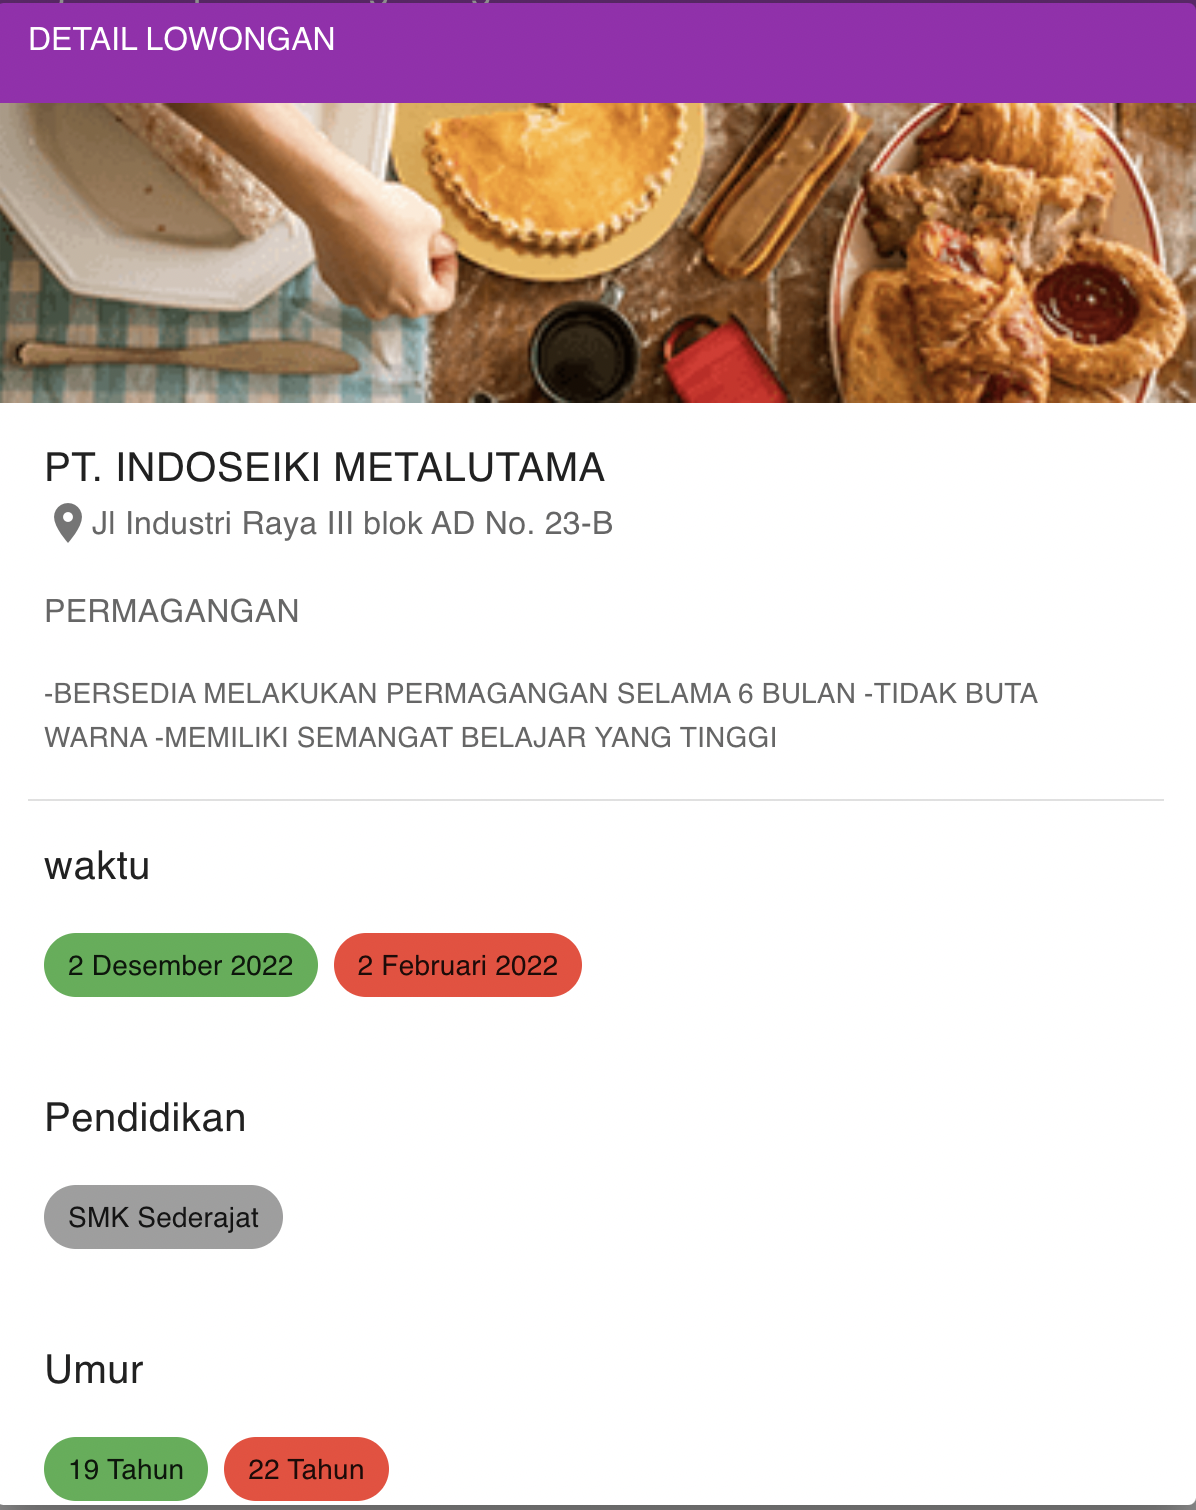 DETAIL LOWONGAN
PT. INDOSEIKI METALUTAMA
Jl Industri Raya III blok AD No. 23-B
PERMAGANGAN
-BERSEDIA MELAKUKAN PERMAGANGAN SELAMA 6 BULAN -TIDAK BUTA
WARNA -MEMILIKI SEMANGAT BELAJAR YANG TINGGI
waktu
2 Desember 2022 2 Februari 2022
Pendidikan
SMK Sederajat
Umur
19 Tahun 22 Tahun